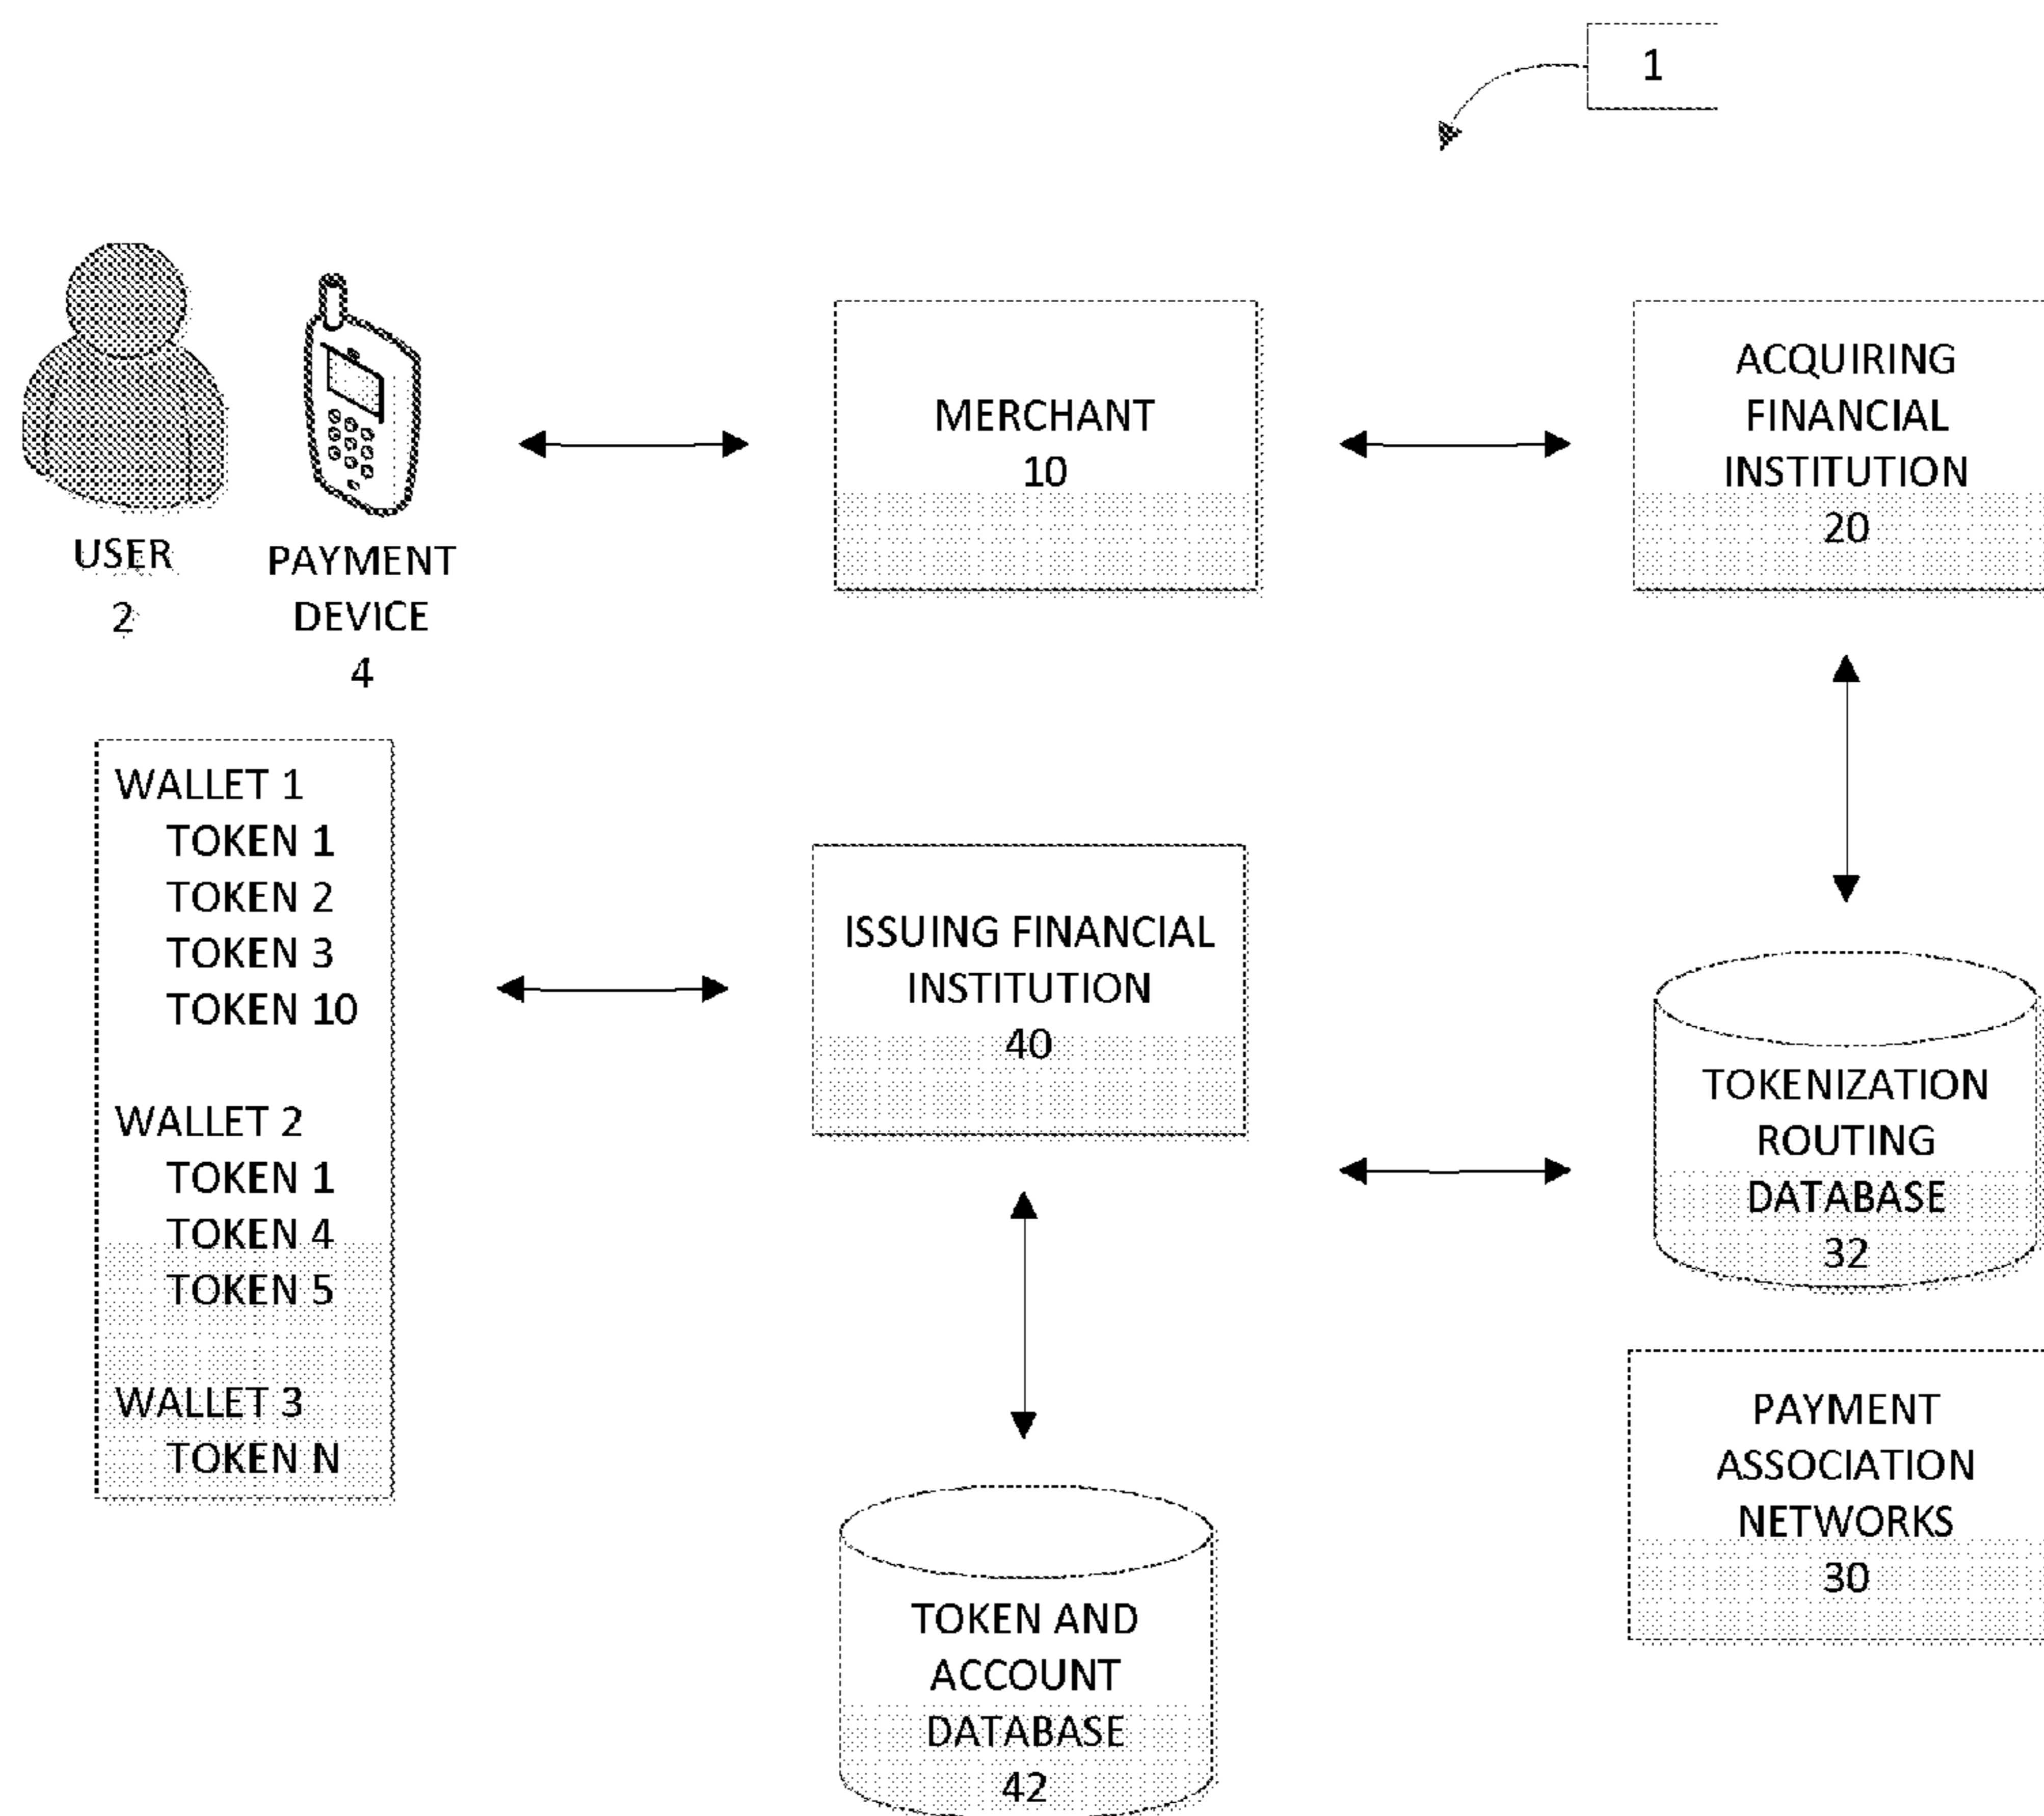 1
USER
2
PAYMENT
DEVICE
4
MERCHANT
10
ACQUIRING
FINANCIAL
INSTITUTION
20
WALLET 1
TOKEN 1
TOKEN 2
TOKEN 3
TOKEN 10
WALLET 2
TOKEN 1
TOKEN 4
TOKEN 5
WALLET 3
TOKEN N
ISSUING FINANCIAL
INSTITUTION
40
TOKENIZATION
ROUTING
DATABASE
32
PAYMENT
ASSOCIATION
NETWORKS
30
TOKEN AND
ACCOUNT
DATABASE
42